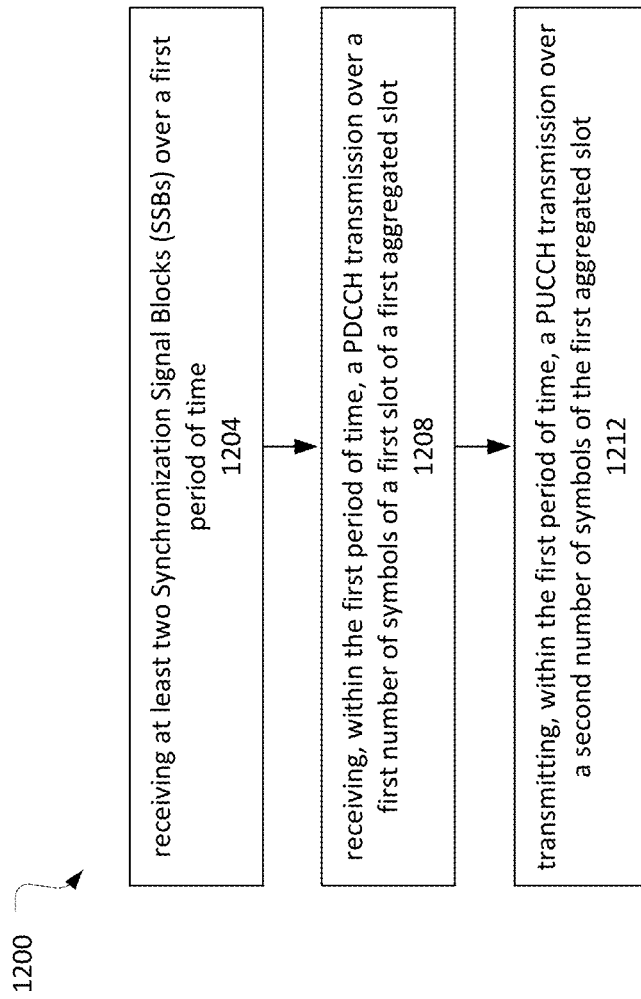 1200
receiving at least two Synchronization Signal Blocks (SSBs) over a first
period of time
1204
receiving, within the first period of time, a PDCCH transmission over a
first number of symbols of a first slot of a first aggregated slot
1208
transmitting, within the first period of time, a PUCCH transmission over
a second number of symbols of the first aggregated slot
1212